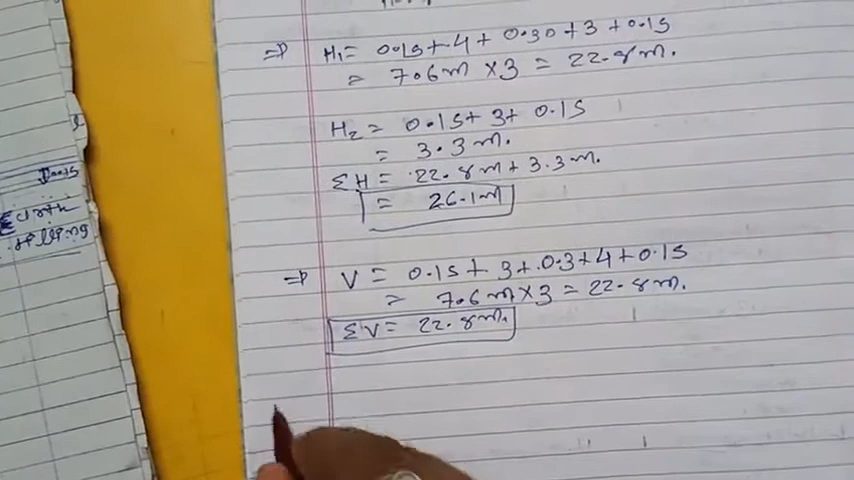 ⇒ H₁= 0.15+.4+ 0.30+3 +0.15
= 7.6m ×3 = 22.8m.
H₂= 0.15+ 3+ 0.15
= 3.3m.
ΣH = .22.8m+3.3m.
= 26.1m
⇒ V = 0.15+ 3+.0.3+4+0.15
= 7.6m×3 = 22.8m.
ΣV= 22.8m.
Earth
filling